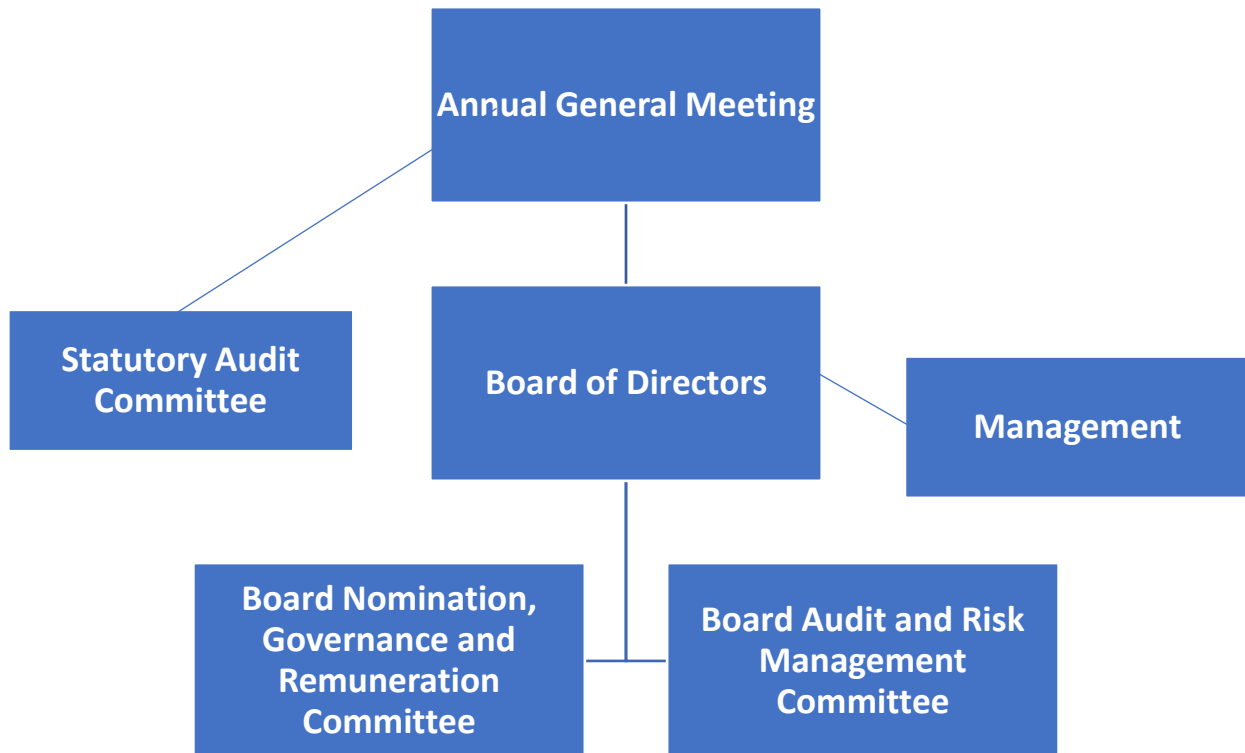 Annual General Meeting
Statutory Audit
Committee
Board of Directors
Management
Board Nomination,
Governance and
Remuneration
Committee
Board Audit and Risk
Management
Committee